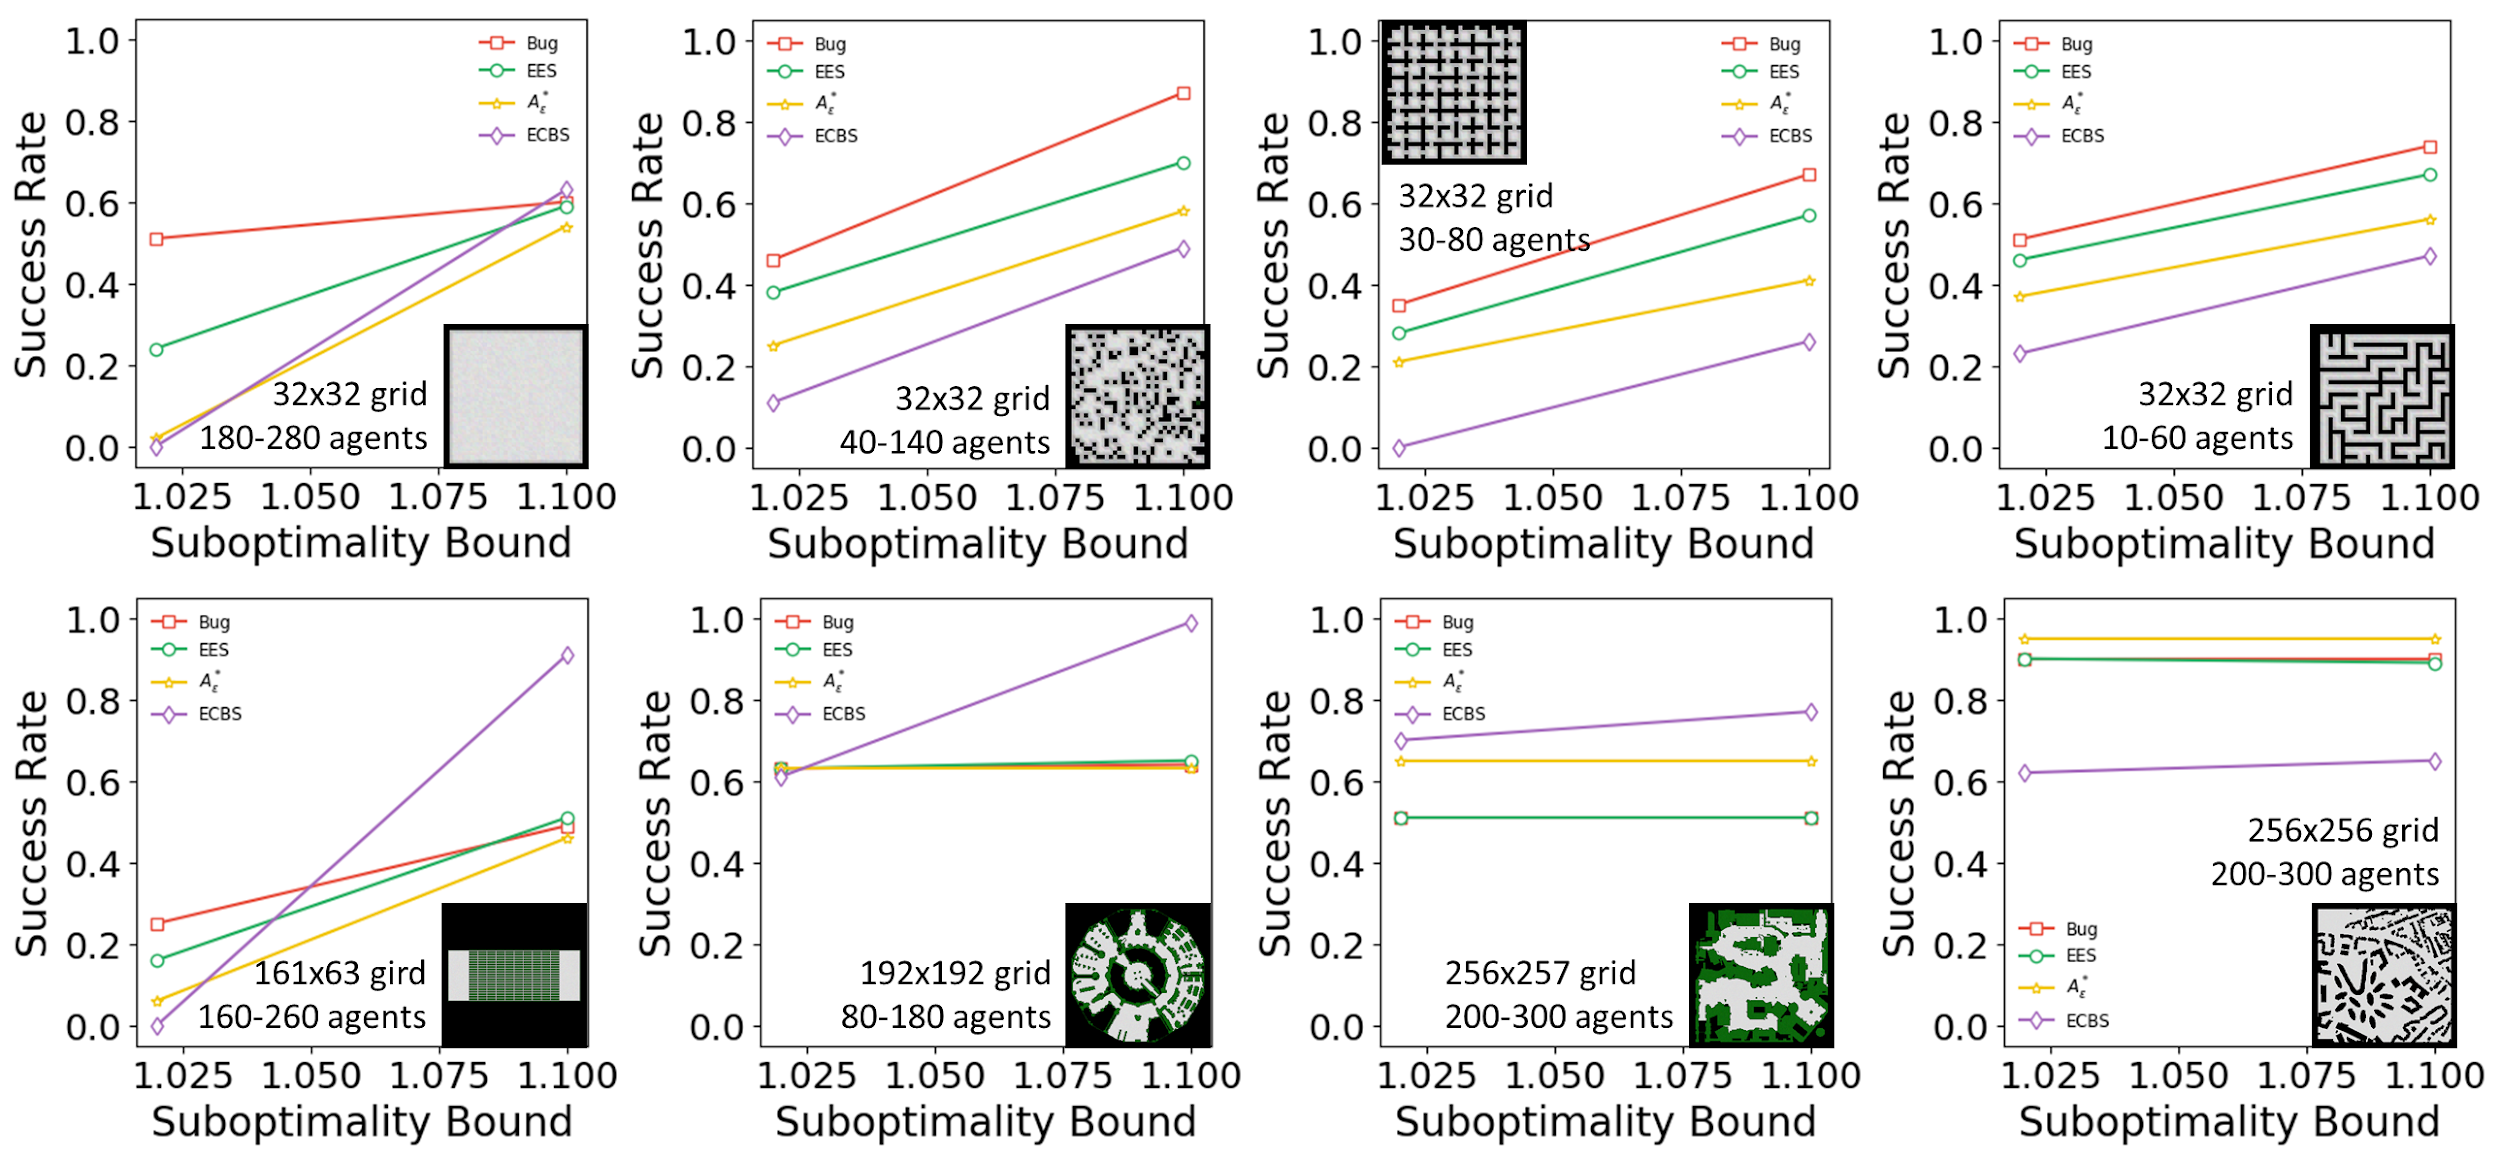 Success Rate
1.0
0.8
0.6
0.4
0.2
0.0
Bug
EES
A*ε
ECBS
32x32 grid
180-280 agents
1.025 1.050 1.075 1.100
Suboptimality Bound
Success Rate
1.0
0.8
0.6
0.4
0.2
0.0
Bug
EES
A*ε
ECBS
32x32 grid
40-140 agents
1.025 1.050 1.075 1.100
Suboptimality Bound
Success Rate
1.0
0.8
0.6
0.4
0.2
0.0
Bug
EES
A*ε
ECBS
32x32 grid
30-80 agents
1.025 1.050 1.075 1.100
Suboptimality Bound
Success Rate
1.0
0.8
0.6
0.4
0.2
0.0
Bug
EES
A*ε
ECBS
32x32 grid
10-60 agents
1.025 1.050 1.075 1.100
Suboptimality Bound
Success Rate
1.0
0.8
0.6
0.4
0.2
0.0
Bug
EES
A*ε
ECBS
161x63 gird
160-260 agents
1.025 1.050 1.075 1.100
Suboptimality Bound
Success Rate
1.0
0.8
0.6
0.4
0.2
0.0
Bug
EES
A*ε
ECBS
192x192 grid
80-180 agents
1.025 1.050 1.075 1.100
Suboptimality Bound
Success Rate
1.0
0.8
0.6
0.4
0.2
0.0
Bug
EES
A*ε
ECBS
256x257 grid
200-300 agents
1.025 1.050 1.075 1.100
Suboptimality Bound
Success Rate
1.0
0.8
0.6
0.4
0.2
0.0
256x256 grid
200-300 agents
Bug
EES
A*ε
ECBS
1.025 1.050 1.075 1.100
Suboptimality Bound